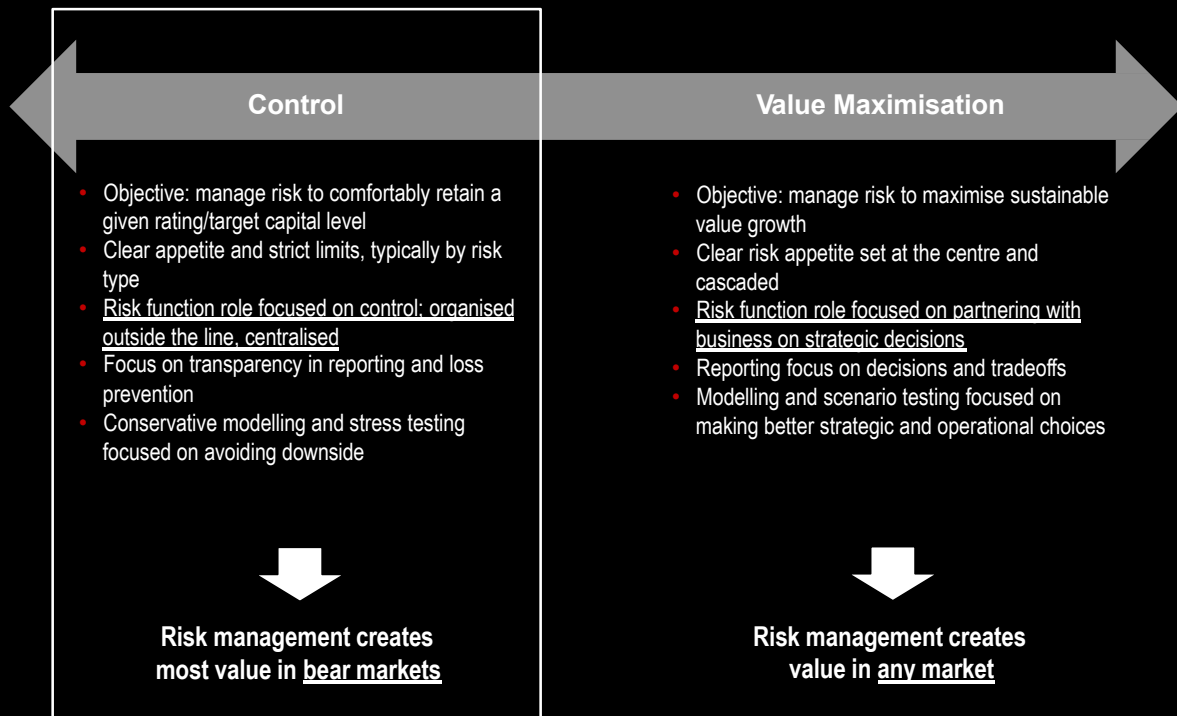 Control
• Objective: manage risk to comfortably retain a
given rating/target capital level
• Clear appetite and strict limits, typically by risk
type
• Risk function role focused on control; organised
outside the line, centralised
• Focus on transparency in reporting and loss
prevention
• Conservative modelling and stress testing
focused on avoiding downside
Risk management creates
most value in bear markets
Value Maximisation
• Objective: manage risk to maximise sustainable
value growth
• Clear risk appetite set at the centre and
cascaded
• Risk function role focused on partnering with
business on strategic decisions
• Reporting focus on decisions and tradeoffs
• Modelling and scenario testing focused on
making better strategic and operational choices
Risk management creates
value in any market